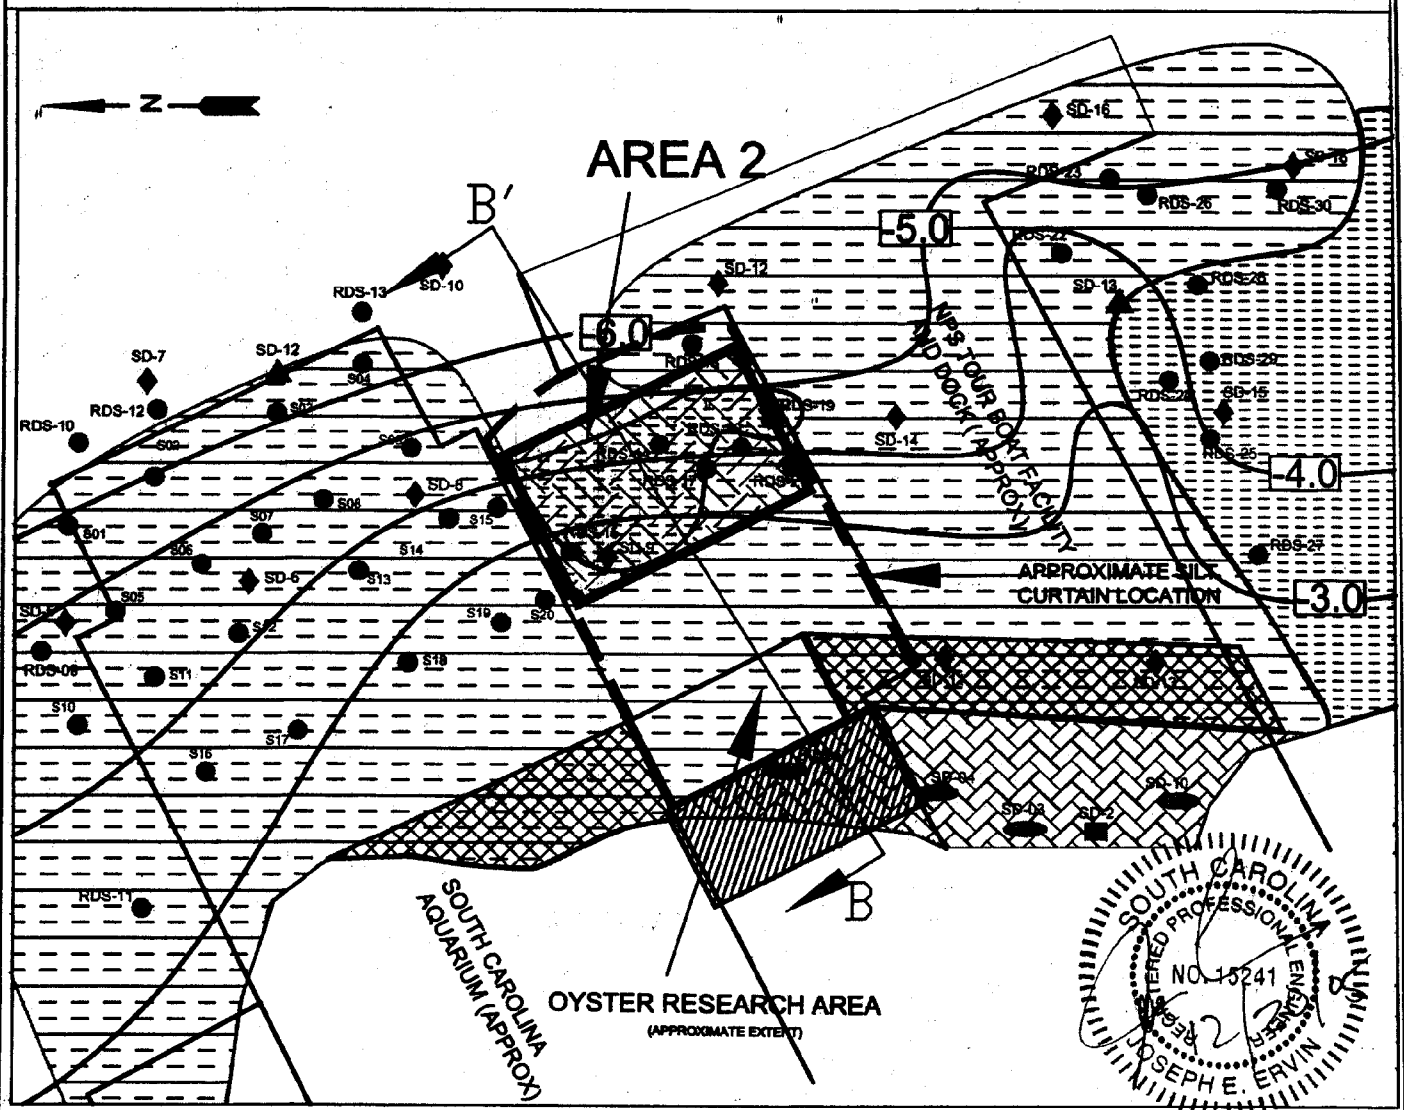 N
AREA 2
B'
SD-16
RDS-23
RDS-26
RDS-30
-5.0
RDS-22
SD-10
SD-12
SD-13
RDS-28
RDS-13
-6.0
NPS TOUR BOAT FACILITY
AND DOCK (APPROX)
SD-7
SD-12
S04
RDS-29
RDS-12
S03
RDS-19
SD-15
RDS-10
SD-14
S02
RDS-25
RDS-17
-4.0
SD-8
S08
S07
S15
S01
S14
S06
SD-9
RDS-27
SD-6
S13
APPROXIMATE SILT
CURTAIN LOCATION
-3.0
S05
S19
S20
S12
RDS-09
S11
S18
S10
S17
S16
SD-04
SD-03
SD-2
SD-10
RDS-11
SOUTH CAROLINA
AQUARIUM (APPROX)
B
OYSTER RESEARCH AREA
(APPROXIMATE EXTENT)
SOUTH CAROLINA
REGISTERED PROFESSIONAL ENGINEER
NO. 15241
JOSEPH E. ERVIN